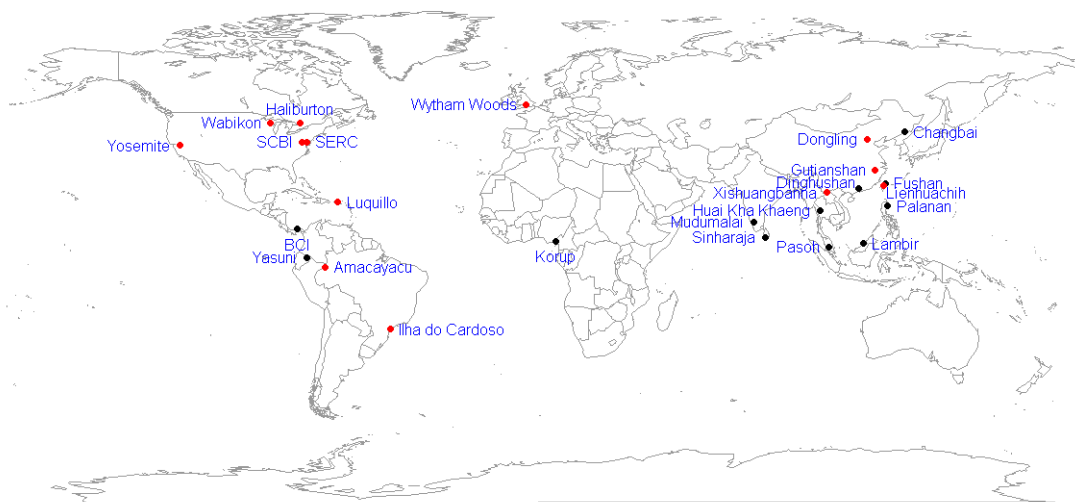 Wytham Woods
Haliburton
Wabikon
Changbai
Dongling
Yosemite
SCBI
SERC
Gutianshan
Dinghushan
Fushan
Xishuangbanna
Lienhuachih
Luquillo
Huai Kha Khaeng
Palanan
Mudumalai
Sinharaja
BCI
Pasoh
Lambir
Korup
Yasuni
Amacayacu
Ilha do Cardoso